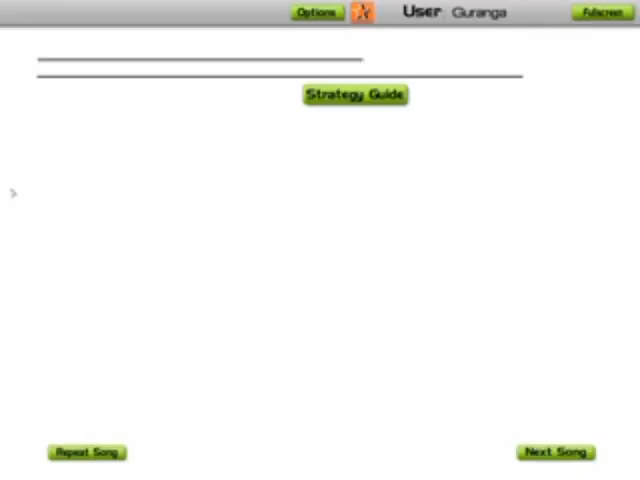 Options User Guranga Fullscreen
Strategy Guide
Repeat Song Next Song